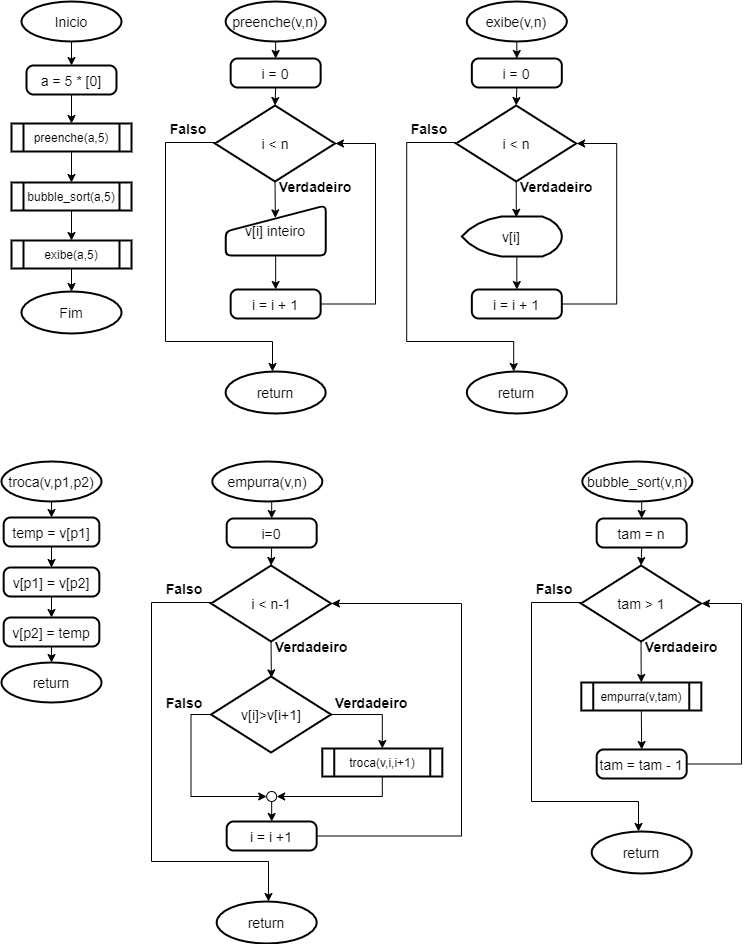 Inicio
a = 5 * [0]
preenche(a,5)
bubble_sort(a,5)
exibe(a,5)
Fim
preenche(v,n)
i = 0
Falso
i < n
Verdadeiro
v[i] inteiro
i = i + 1
return
exibe(v,n)
i = 0
Falso
i < n
Verdadeiro
v[i]
i = i + 1
return
troca(v,p1,p2)
temp = v[p1]
v[p1] = v[p2]
v[p2] = temp
return
empurra(v,n)
i=0
Falso
i < n-1
Verdadeiro
Falso
v[i]>v[i+1]
Verdadeiro
troca(v,i,i+1)
i = i +1
return
bubble_sort(v,n)
tam = n
Falso
tam > 1
Verdadeiro
empurra(v,tam)
tam = tam - 1
return